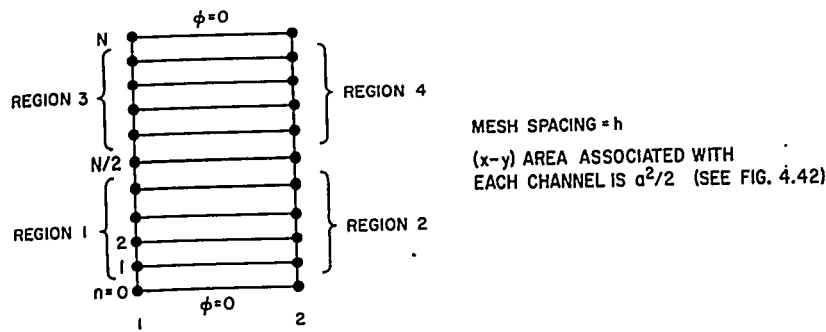 φ=0
N
REGION 3
REGION 4
MESH SPACING = h
(x-y) AREA ASSOCIATED WITH
EACH CHANNEL IS a²/2 (SEE FIG. 4.42)
N/2
REGION 1
REGION 2
2
1
n=0
φ=0
1
2